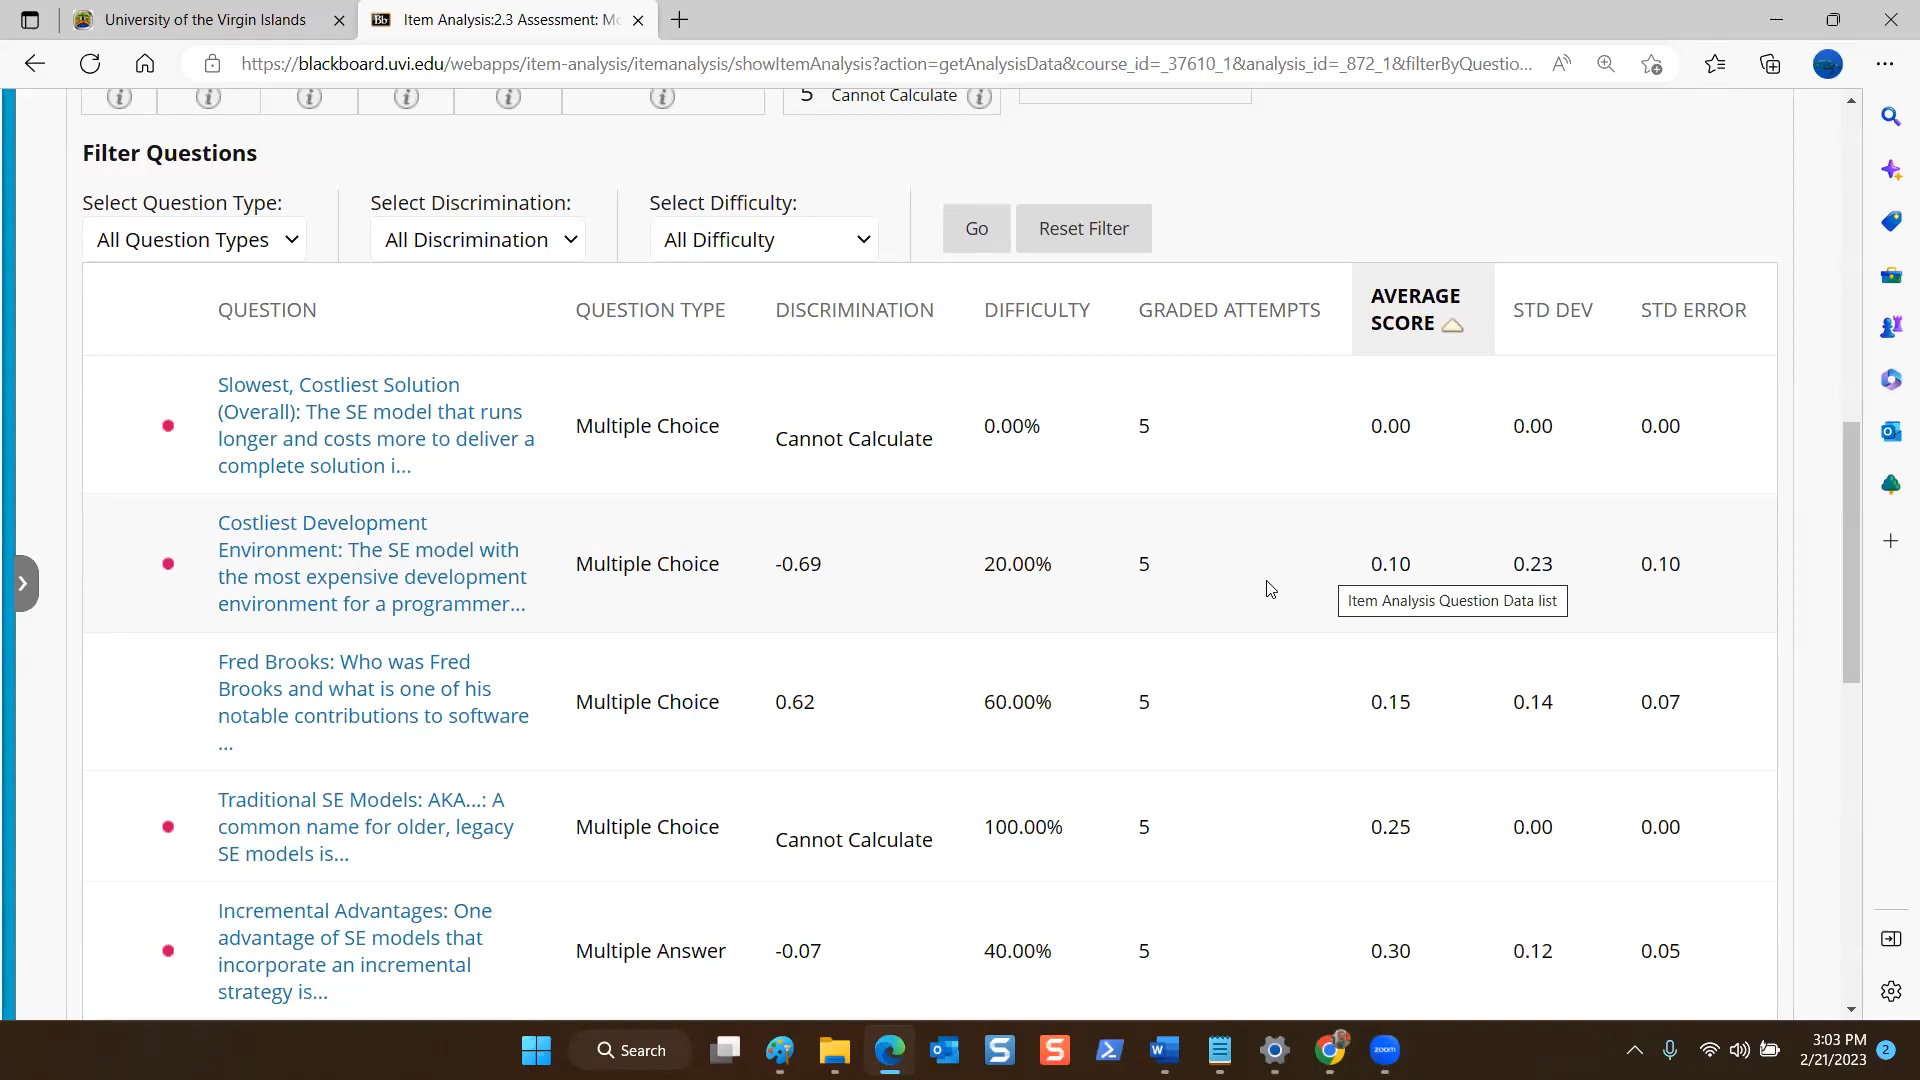 University of the Virgin Islands
Item Analysis:2.3 Assessment: Mo
https://blackboard.uvi.edu/webapps/item-analysis/itemanalysis/showItemAnalysis?action=getAnalysisData&course_id=_37610_1&analysis_id=_872_1&filterByQuestio...
5 Cannot Calculate
Filter Questions
Select Question Type:
All Question Types
Select Discrimination:
All Discrimination
Select Difficulty:
All Difficulty
Go
Reset Filter
QUESTION QUESTION TYPE DISCRIMINATION DIFFICULTY GRADED ATTEMPTS AVERAGE SCORE STD DEV STD ERROR
Slowest, Costliest Solution
(Overall): The SE model that runs
longer and costs more to deliver a
complete solution i...
Multiple Choice Cannot Calculate 0.00% 5 0.00 0.00 0.00
Costliest Development
Environment: The SE model with
the most expensive development
environment for a programmer...
Multiple Choice -0.69 20.00% 5 0.10 0.23 0.10
Item Analysis Question Data list
Fred Brooks: Who was Fred
Brooks and what is one of his
notable contributions to software
...
Multiple Choice 0.62 60.00% 5 0.15 0.14 0.07
Traditional SE Models: AKA...: A
common name for older, legacy
SE models is...
Multiple Choice Cannot Calculate 100.00% 5 0.25 0.00 0.00
Incremental Advantages: One
advantage of SE models that
incorporate an incremental
strategy is...
Multiple Answer -0.07 40.00% 5 0.30 0.12 0.05
Search
zoom
3:03 PM
2/21/2023
2